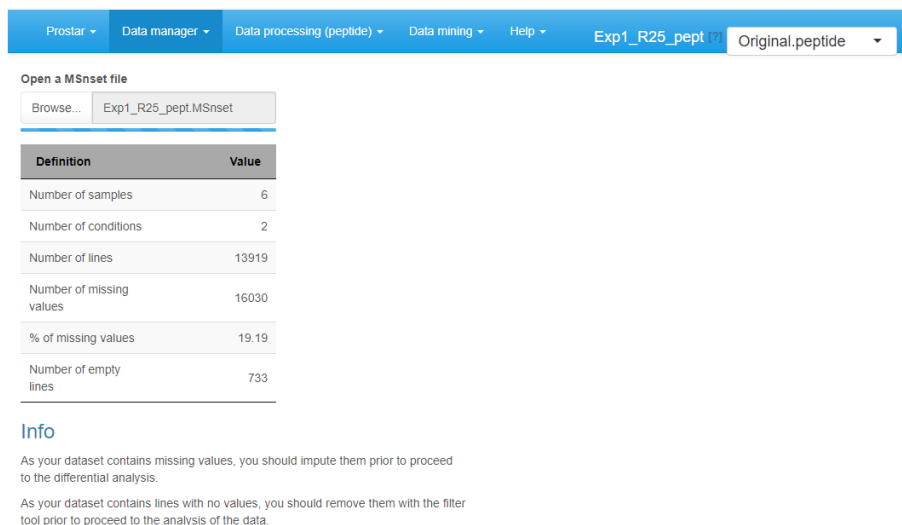 Prostar Data manager Data processing (peptide) Data mining Help Exp1_R25_pept [?] Original.peptide
Open a MSnset file
Browse... Exp1_R25_pept.MSnset
Definition Value
Number of samples 6
Number of conditions 2
Number of lines 13919
Number of missing
values 16030
% of missing values 19.19
Number of empty
lines 733
Info
As your dataset contains missing values, you should impute them prior to proceed
to the differential analysis.
As your dataset contains lines with no values, you should remove them with the filter
tool prior to proceed to the analysis of the data.